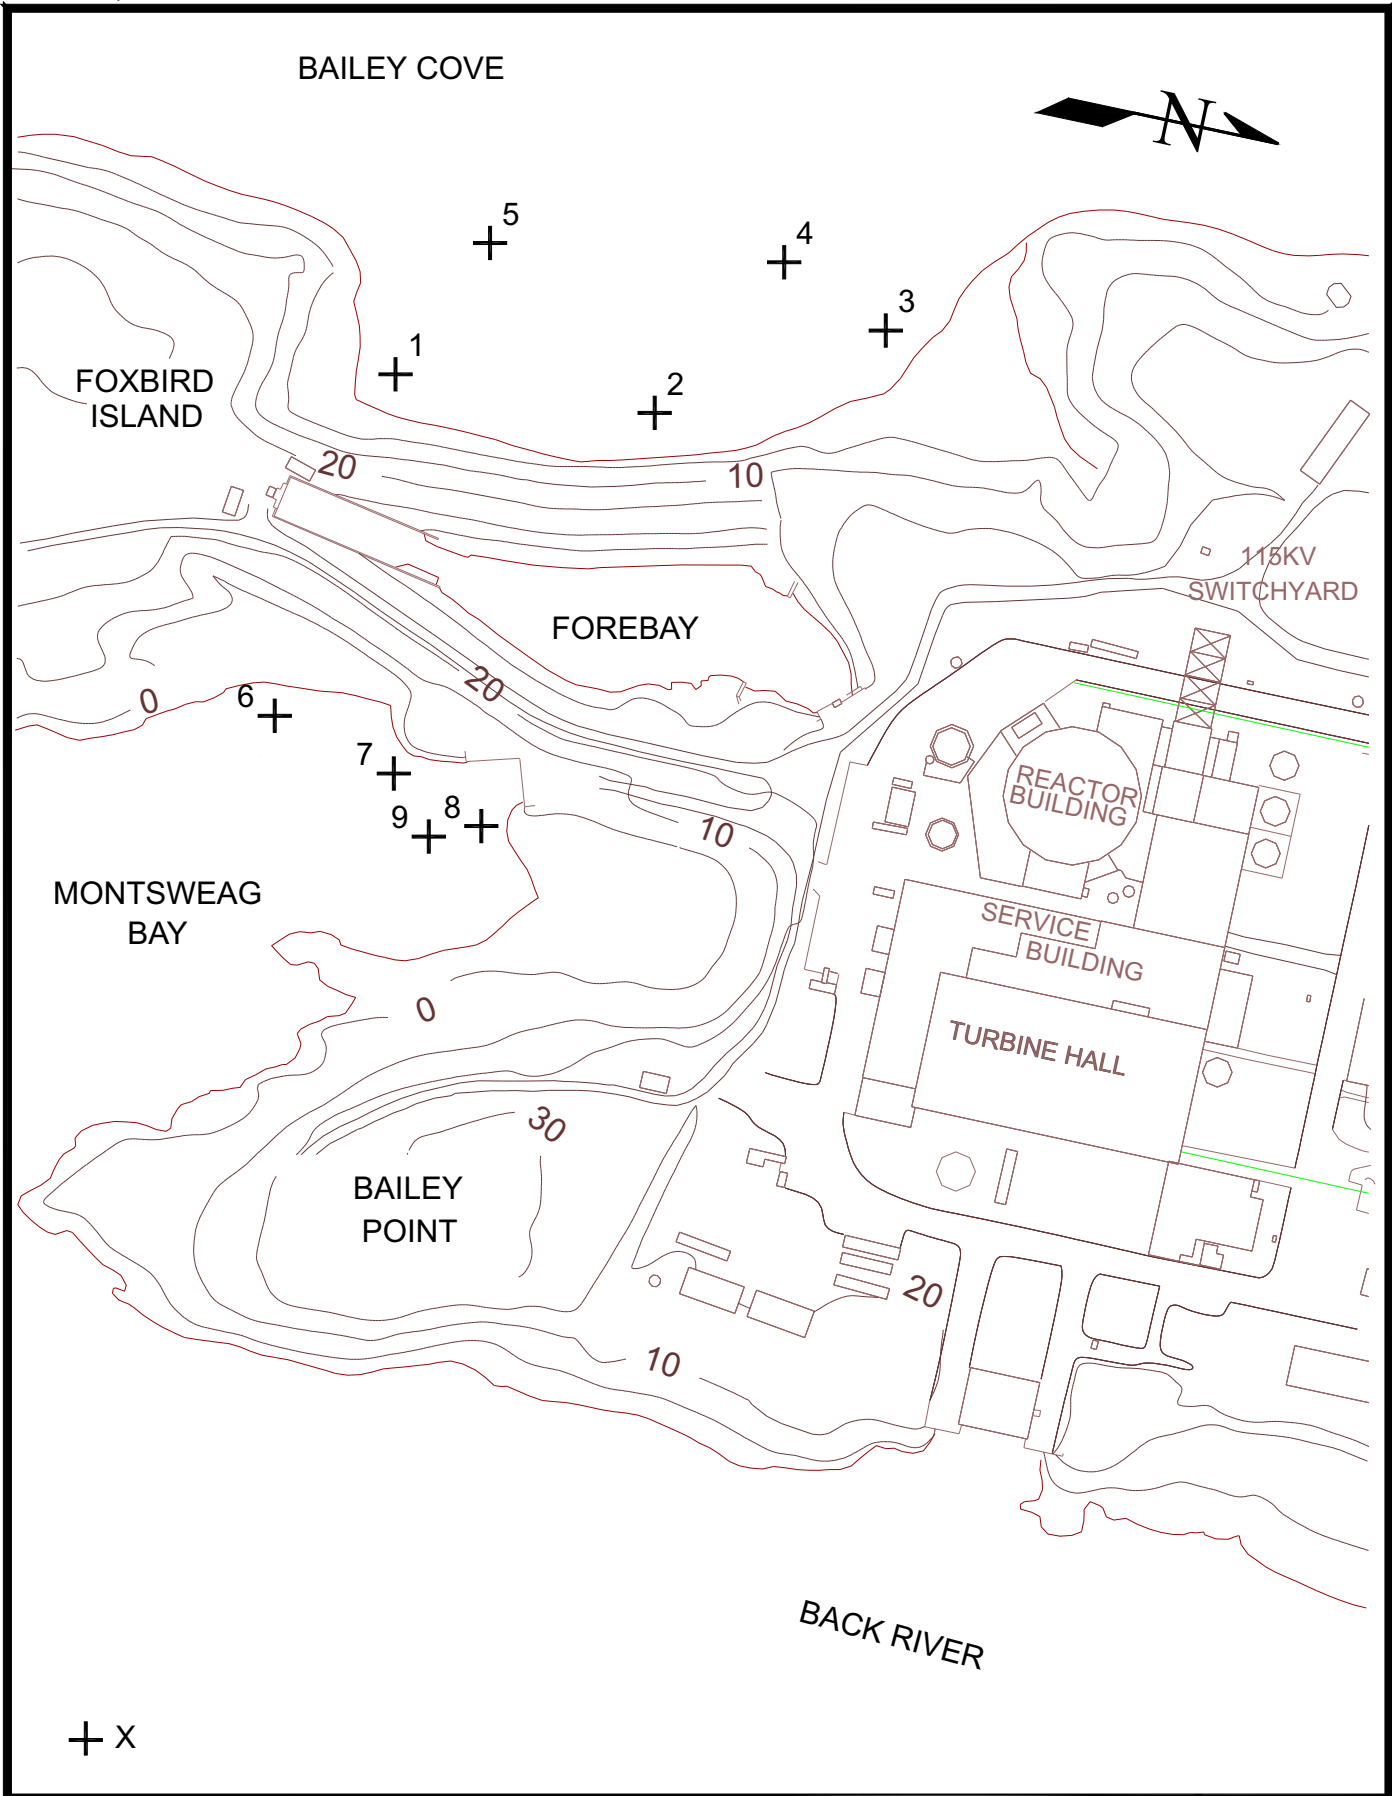 BAILEY COVE
N
5
4
3
1
2
FOXBIRD
ISLAND
20
10
115KV
SWITCHYARD
FOREBAY
20
0
6
7
9
8
10
REACTOR
BUILDING
MONTSWEAG
BAY
SERVICE
BUILDING
0
TURBINE HALL
30
BAILEY
POINT
20
10
BACK RIVER
X